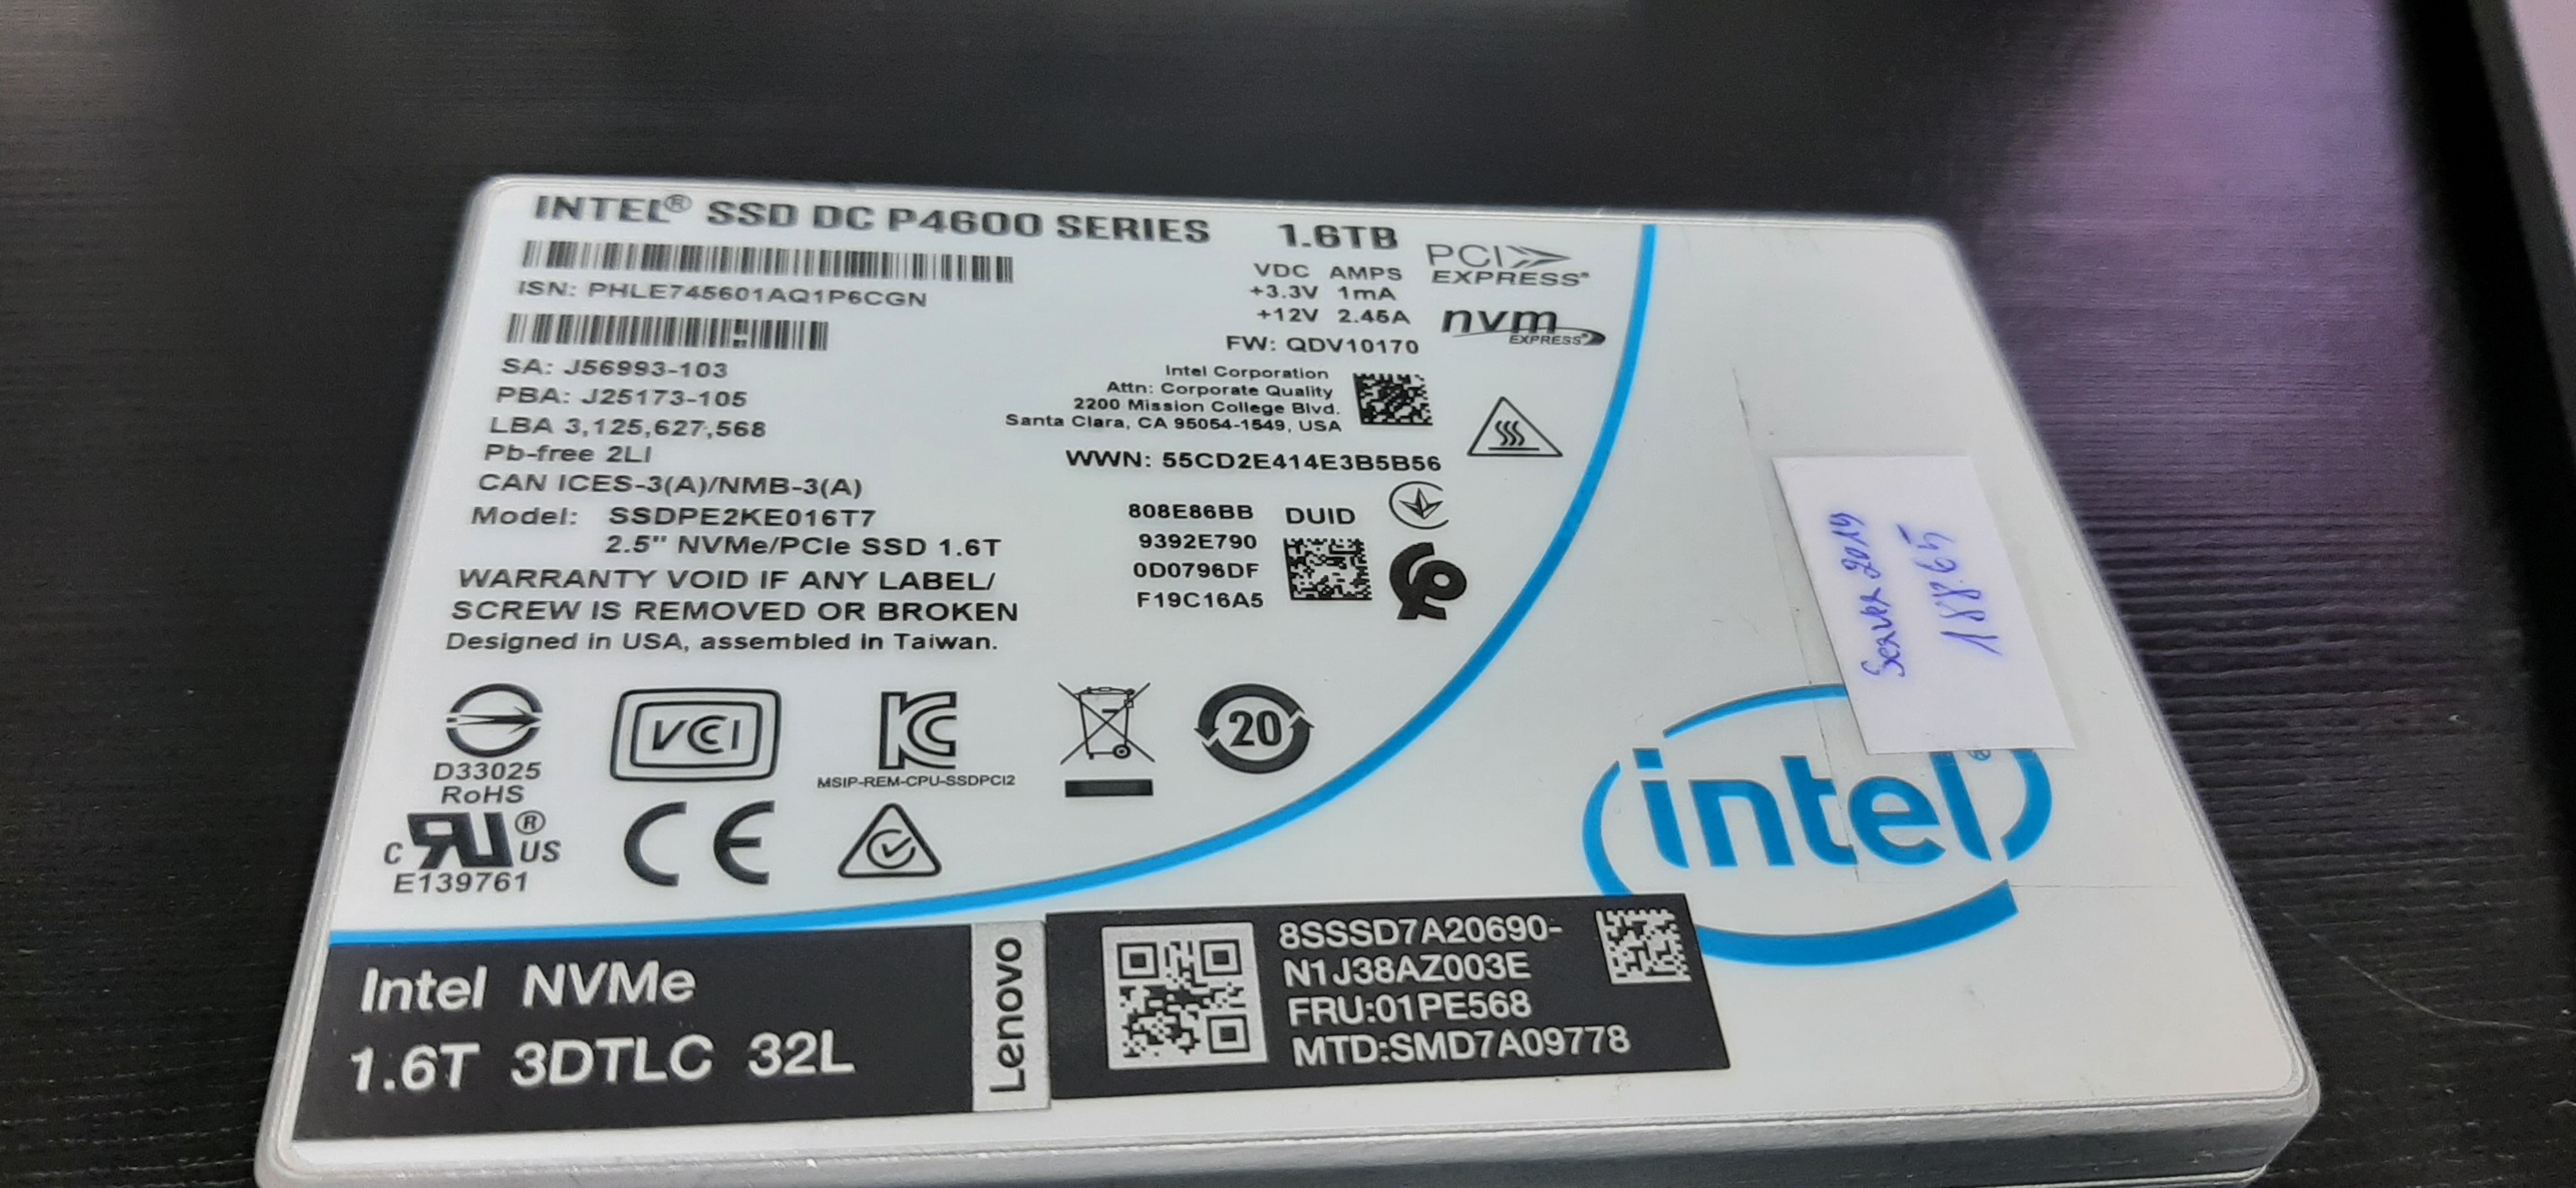 INTEL® SSD DC P4600 SERIES 1.6TB
ISN: PHLE745601AQ1P6CGN
SA: J56993-103
PBA: J25173-105
LBA 3,125,627,568
Pb-free 2LI
CAN ICES-3(A)/NMB-3(A)
Model: SSDPE2KE016T7
2.5" NVMe/PCIe SSD 1.6T
WARRANTY VOID IF ANY LABEL/
SCREW IS REMOVED OR BROKEN
Designed in USA, assembled in Taiwan.
VDC AMPS
+3.3V 1mA
+12V 2.45A
FW: QDV10170
PCI
EXPRESS®
nvm
EXPRESS®
Intel Corporation
Attn: Corporate Quality
2200 Mission College Blvd.
Santa Clara, CA 95054-1549, USA
WWN: 55CD2E414E3B5B56
808E86BB DUID
9392E790
0D0796DF
F19C16A5
D33025
RoHS
VCI
KC
MSIP-REM-CPU-SSDPCI2
20
C RU® US
E139761
CE
Server 2019
188.65
intel®
Intel NVMe
1.6T 3DTLC 32L
Lenovo
8SSSD7A20690-
N1J38AZ003E
FRU:01PE568
MTD:SMD7A09778